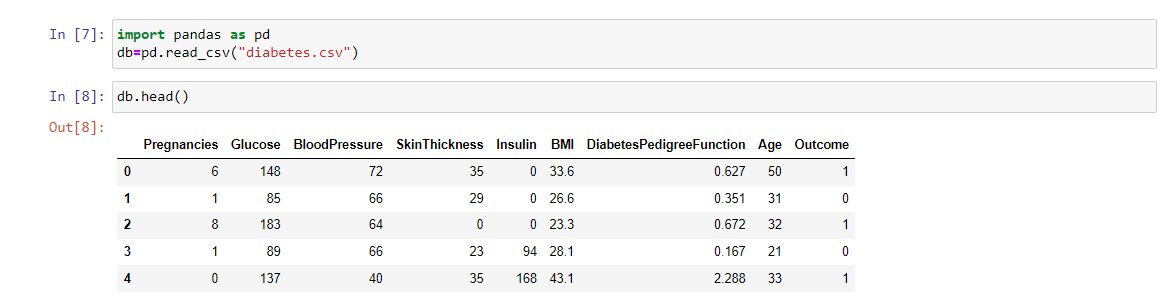 In [7]: import pandas as pd
db=pd.read_csv("diabetes.csv")
In [8]: db.head()
Out[8]:
Pregnancies Glucose BloodPressure SkinThickness Insulin BMI DiabetesPedigreeFunction Age Outcome
0 6 148 72 35 0 33.6 0.627 50 1
1 1 85 66 29 0 26.6 0.351 31 0
2 8 183 64 0 0 23.3 0.672 32 1
3 1 89 66 23 94 28.1 0.167 21 0
4 0 137 40 35 168 43.1 2.288 33 1